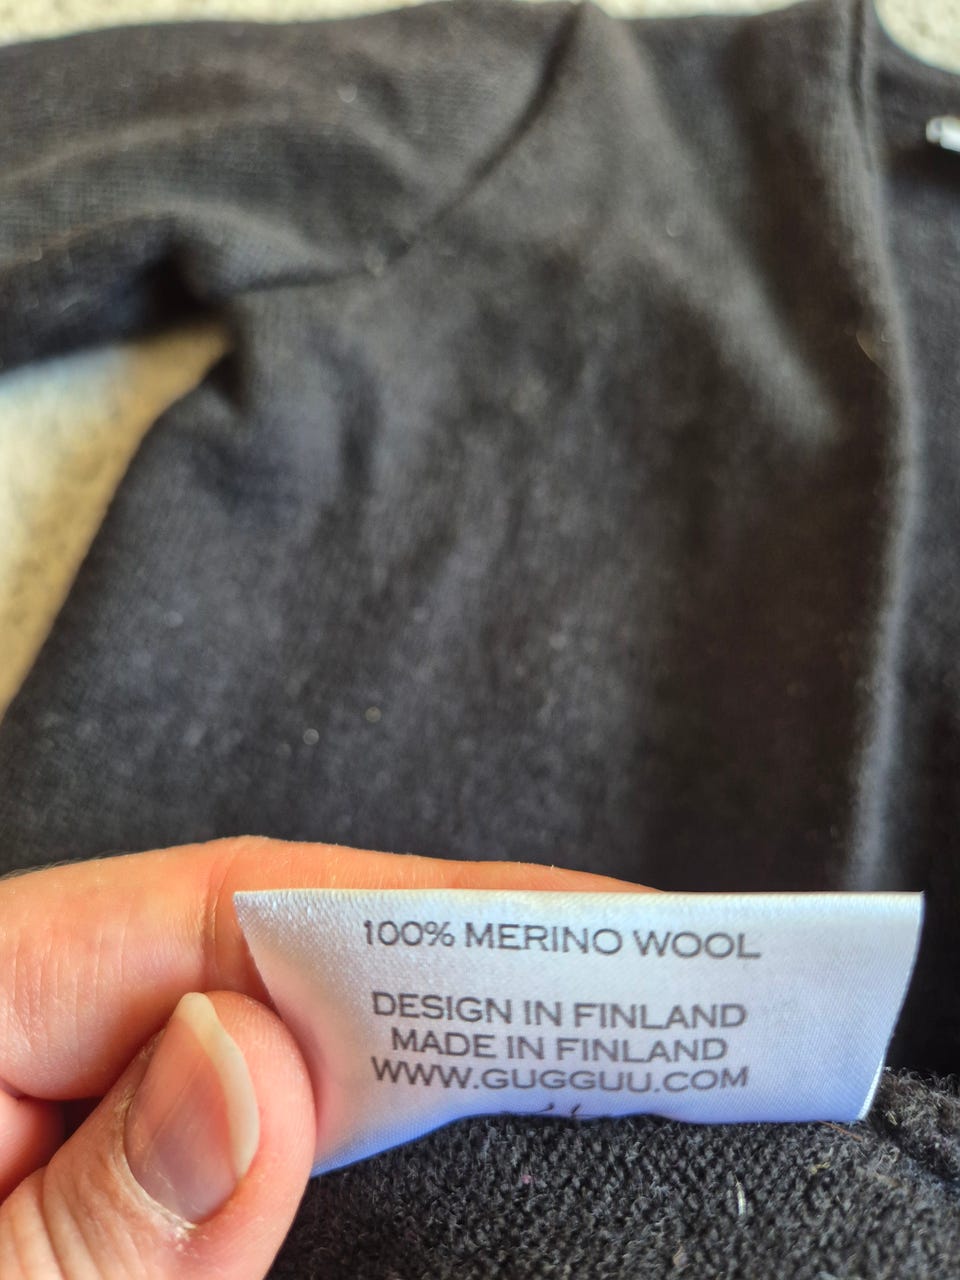 100% MERINO WOOL
DESIGN IN FINLAND
MADE IN FINLAND
WWW.GUGGUU.COM